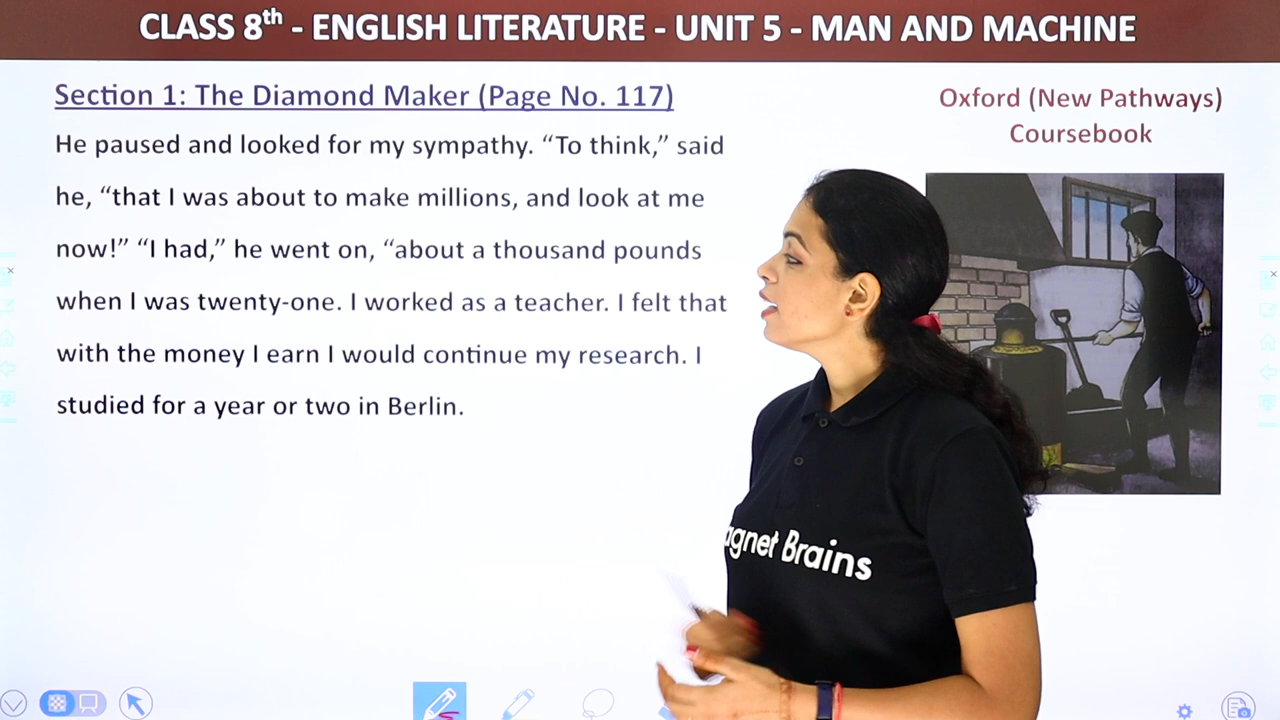 CLASS 8th - ENGLISH LITERATURE - UNIT 5 - MAN AND MACHINE
Section 1: The Diamond Maker (Page No. 117)
He paused and looked for my sympathy. “To think,” said
he, “that I was about to make millions, and look at me
now!” “I had,” he went on, “about a thousand pounds
when I was twenty-one. I worked as a teacher. I felt that
with the money I earn I would continue my research. I
studied for a year or two in Berlin.
Oxford (New Pathways)
Coursebook
agnet Brains